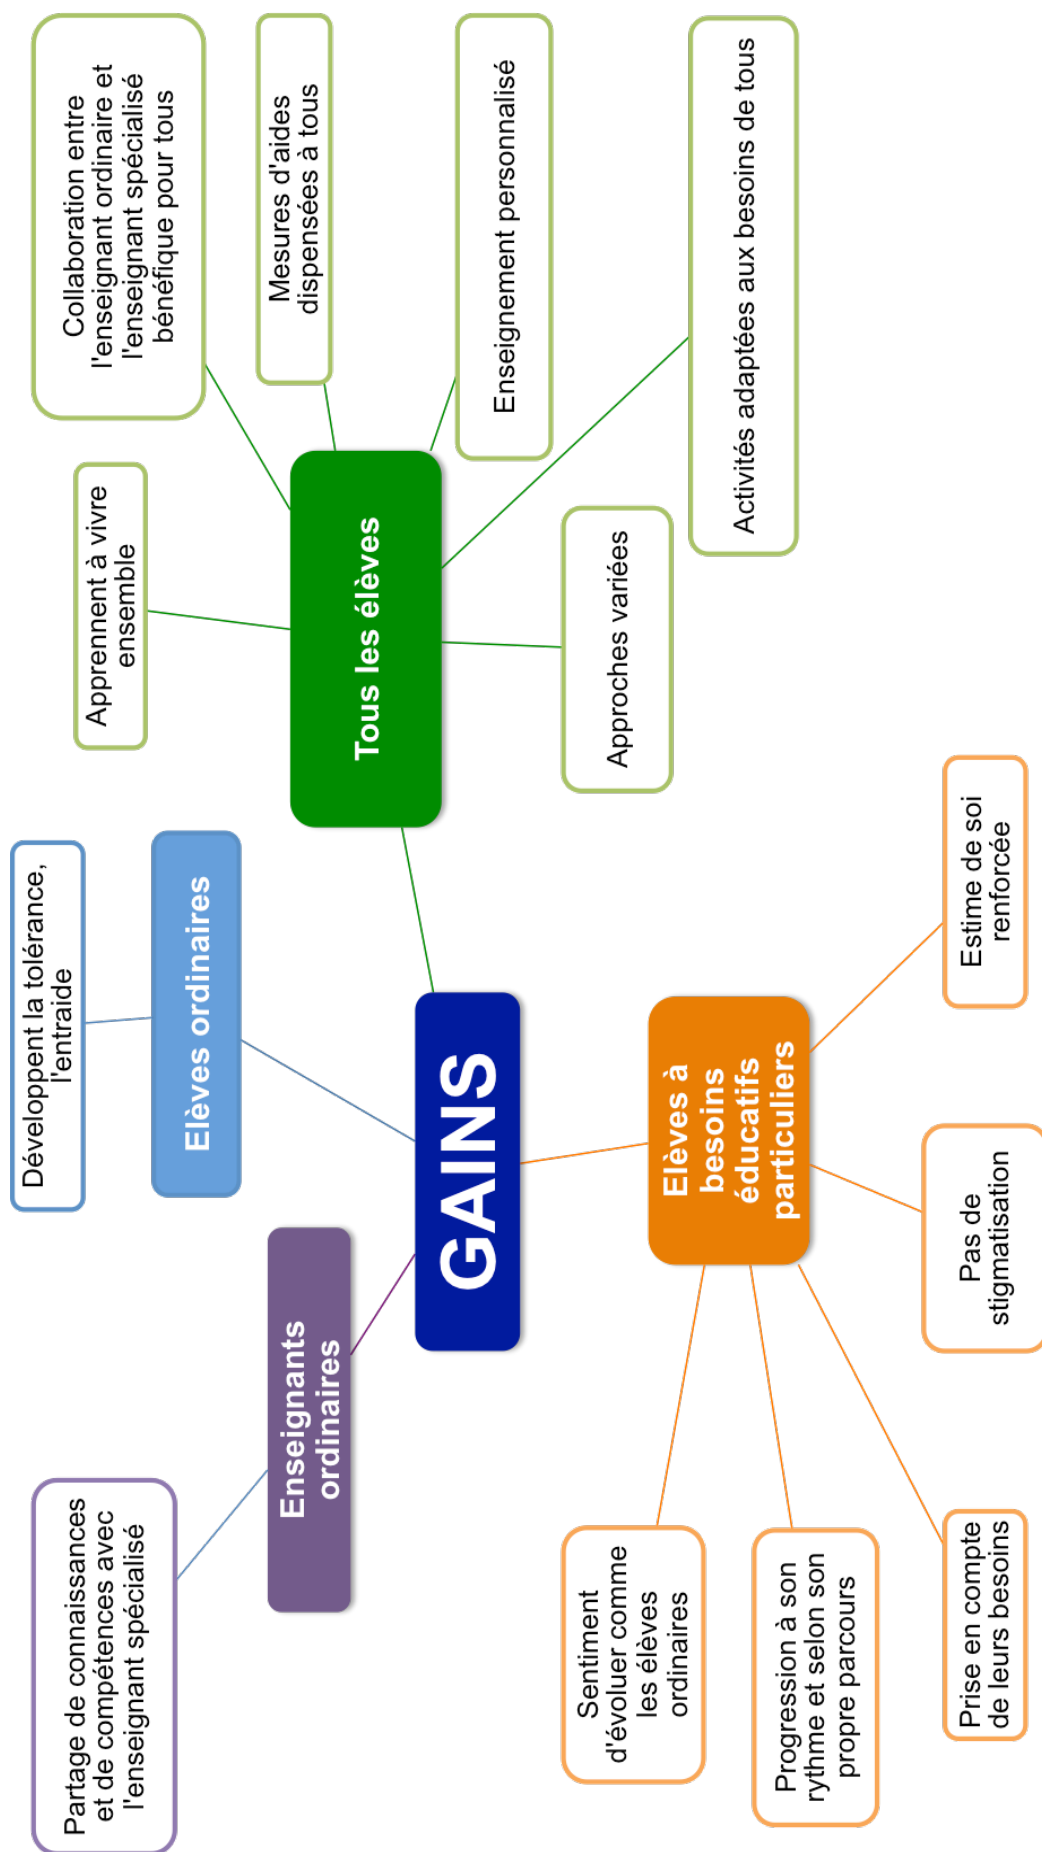 GAINS
Enseignants
ordinaires
Partage de connaissances
et de compétences avec
l'enseignant spécialisé
Elèves ordinaires
Développent la tolérance,
l'entraide
Tous les élèves
Apprennent à vivre
ensemble
Collaboration entre
l'enseignant ordinaire et
l'enseignant spécialisé
bénéfique pour tous
Mesures d'aides
dispensées à tous
Enseignement personnalisé
Activités adaptées aux besoins de tous
Approches variées
Elèves à
besoins
éducatifs
particuliers
Sentiment
d'évoluer comme
les élèves
ordinaires
Progression à son
rythme et selon son
propre parcours
Prise en compte
de leurs besoins
Pas de
stigmatisation
Estime de soi
renforcée